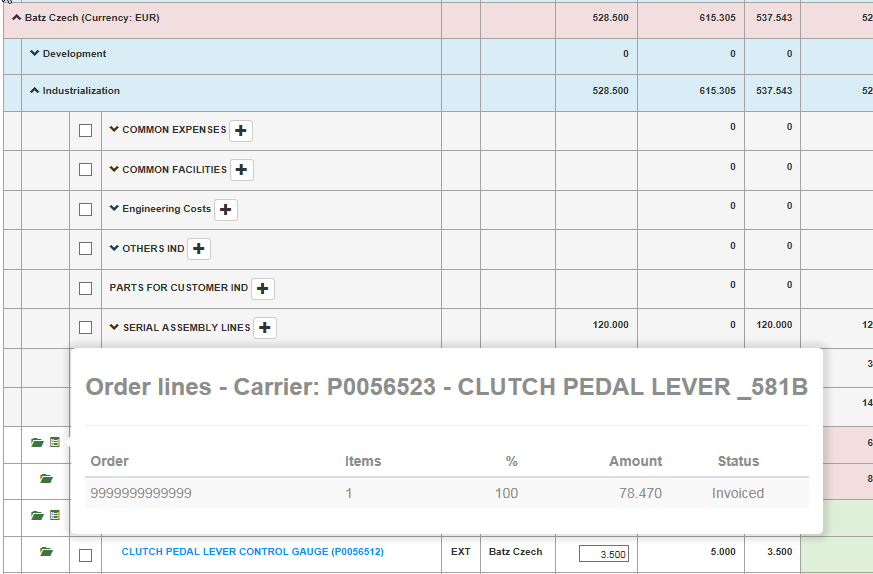 Batz Czech (Currency: EUR) 528.500 615.305 537.543 52
Development 0 0 0
Industrialization 528.500 615.305 537.543 52
COMMON EXPENSES 0 0
COMMON FACILITIES 0 0
Engineering Costs 0 0
OTHERS IND 0 0
PARTS FOR CUSTOMER IND 0 0
SERIAL ASSEMBLY LINES 120.000 0 120.000 12
3
Order lines - Carrier: P0056523 - CLUTCH PEDAL LEVER _581B
14
6
Order Items % Amount Status
8
9999999999999 1 100 78.470 Invoiced
CLUTCH PEDAL LEVER CONTROL GAUGE (P0056512) EXT Batz Czech 3.500 5.000 3.500